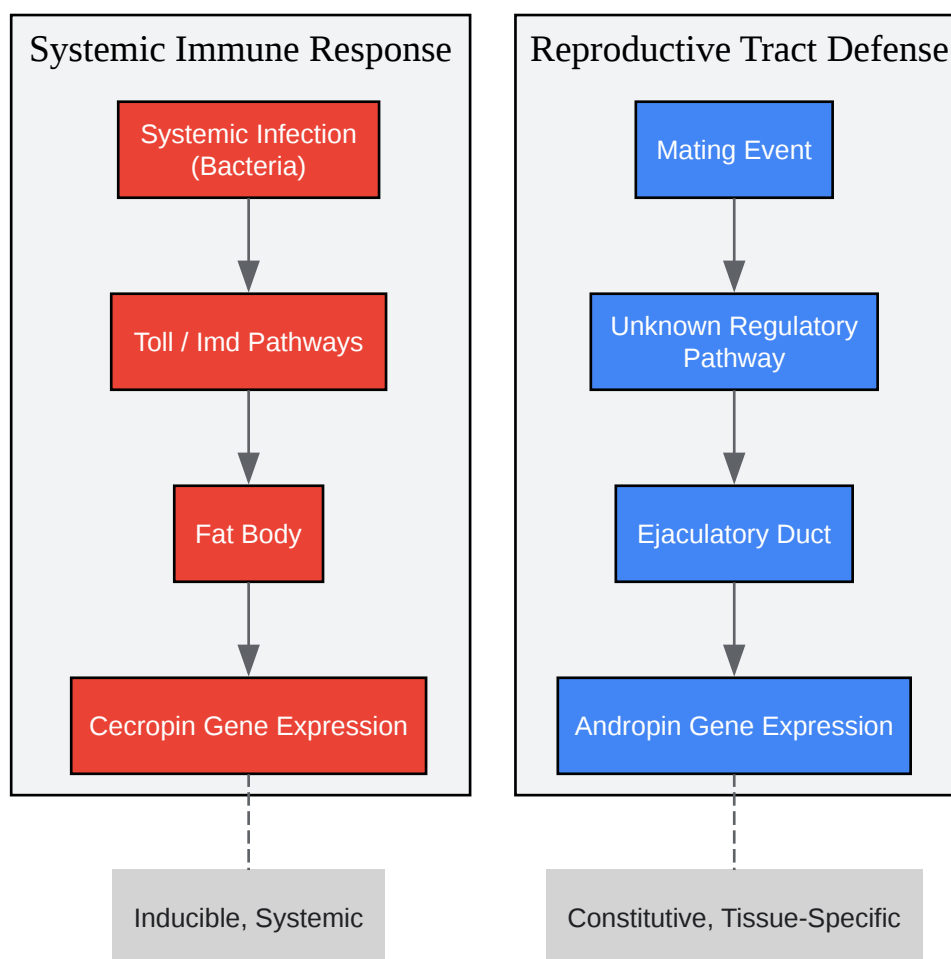 Systemic Immune Response
Systemic Infection
(Bacteria)
Toll / Imd Pathways
Fat Body
Cecropin Gene Expression
Inducible, Systemic
Reproductive Tract Defense
Mating Event
Unknown Regulatory
Pathway
Ejaculatory Duct
Andropin Gene Expression
Constitutive, Tissue-Specific